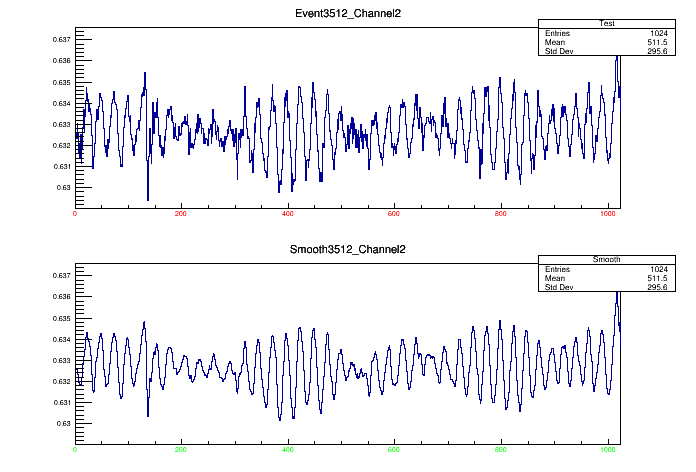 Event3512_Channel2
Test
Entries 1024
Mean 511.5
Std Dev 295.6
0.637
0.636
0.635
0.634
0.633
0.632
0.631
0.63
0 200 400 600 800 1000
Smooth3512_Channel2
Smooth
Entries 1024
Mean 511.5
Std Dev 295.6
0.637
0.636
0.635
0.634
0.633
0.632
0.631
0.63
0 200 400 600 800 1000